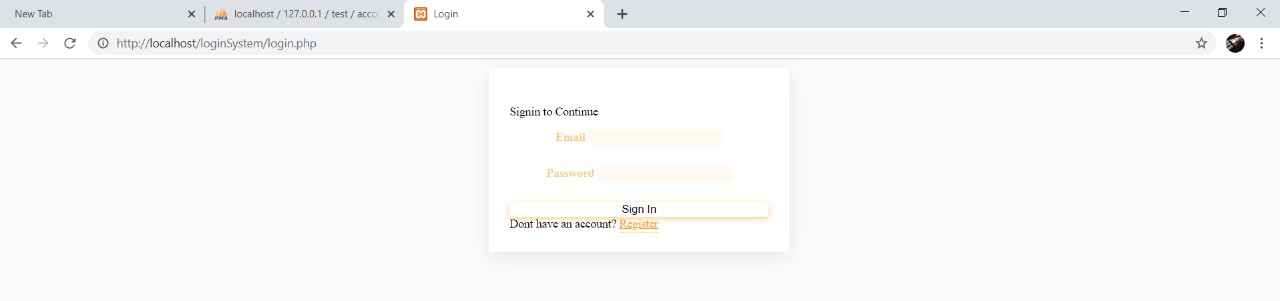 New Tab
PMA localhost / 127.0.0.1 / test / acco
Login
http://localhost/loginSystem/login.php
Signin to Continue
Email
Password
Sign In
Dont have an account? Register